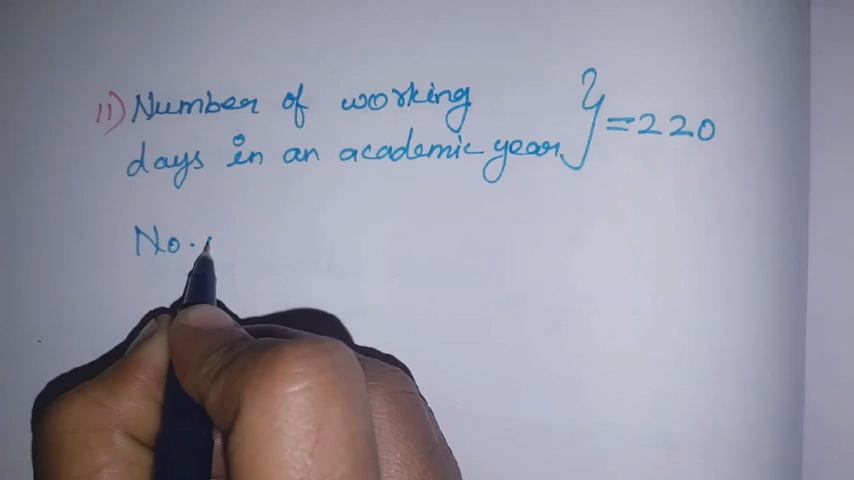 11) Number of working
days in an academic year } = 220
No.